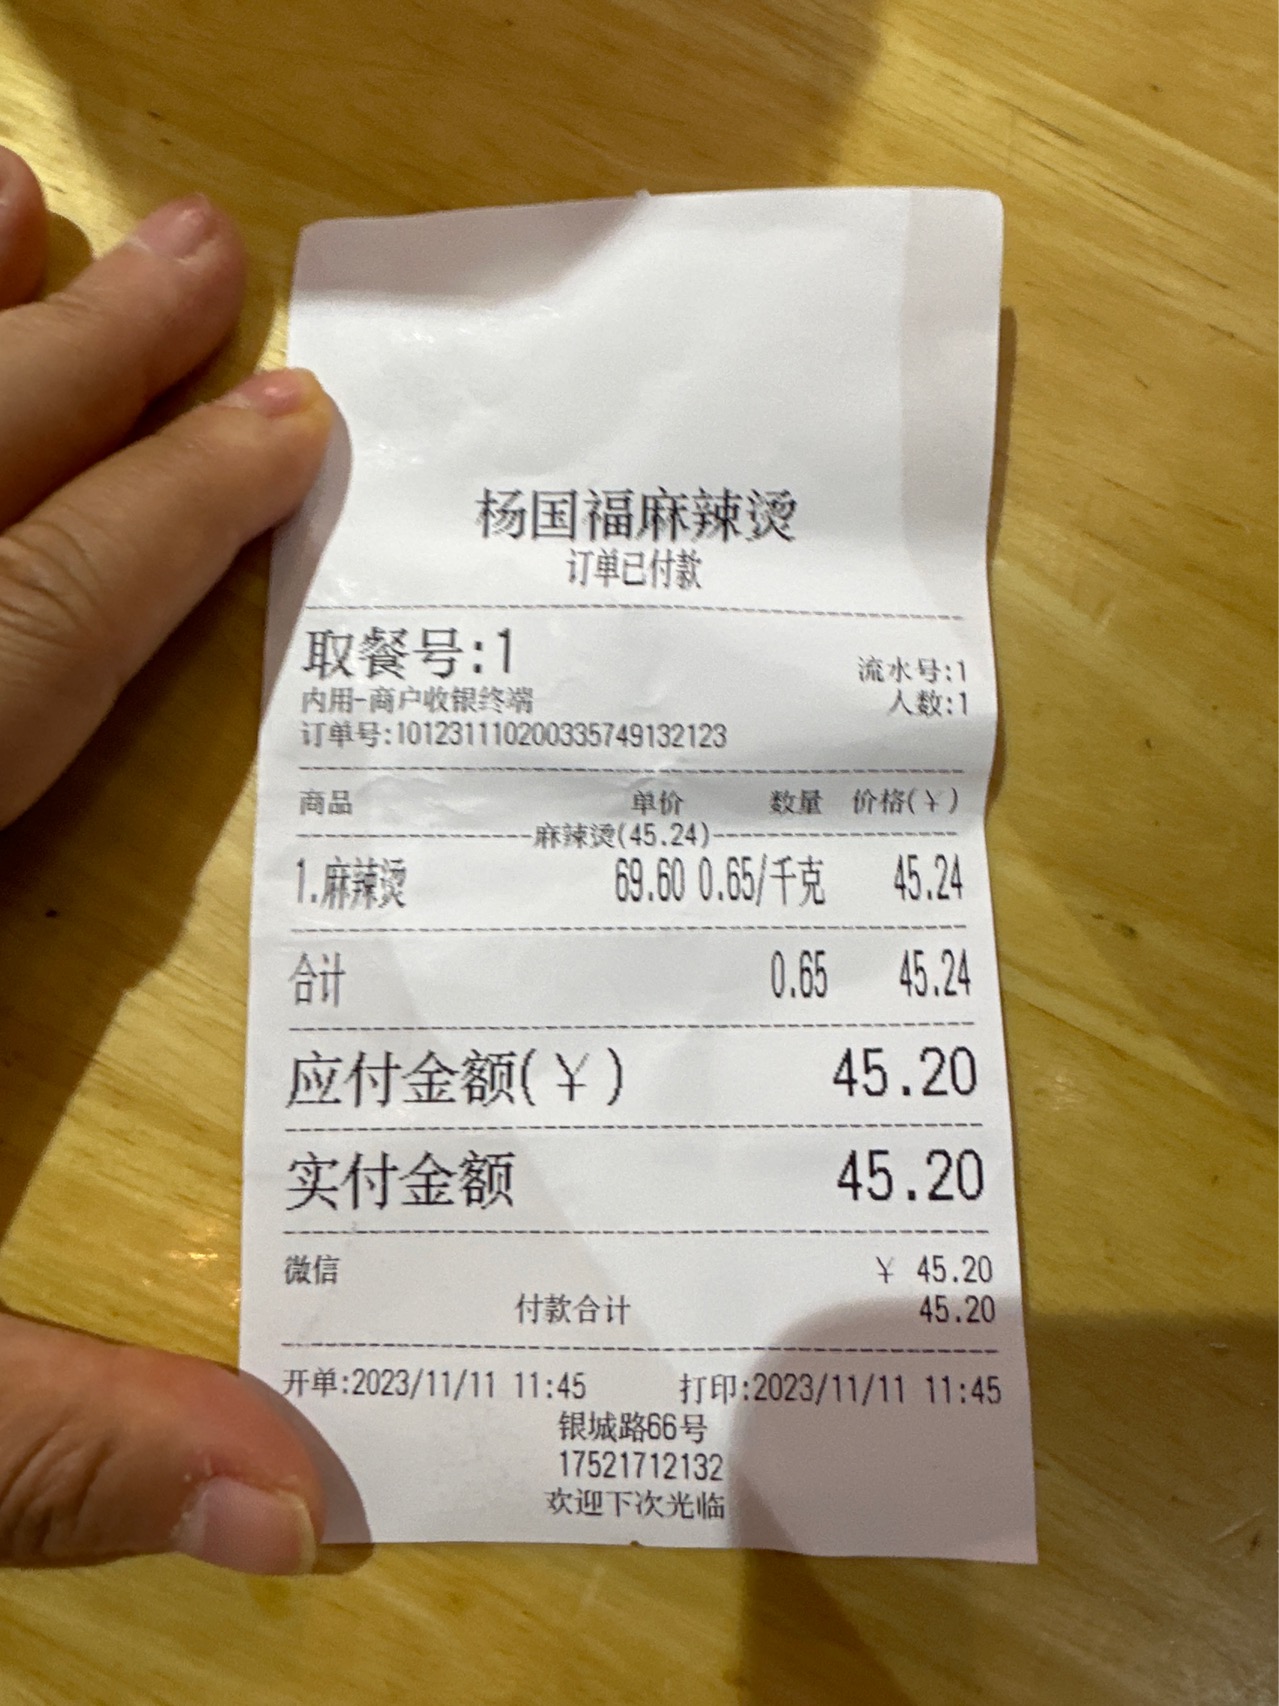 杨国福麻辣烫
订单已付款
取餐号:1
流水号:1
内用-商户收银终端
人数:1
订单号:101231110200335749132123
商品 单价 数量 价格(¥)
麻辣烫(45.24)
1.麻辣烫 69.60 0.65/千克 45.24
合计 0.65 45.24
应付金额(¥) 45.20
实付金额 45.20
微信 ¥ 45.20
付款合计 45.20
开单:2023/11/11 11:45 打印:2023/11/11 11:45
银城路66号
17521712132
欢迎下次光临